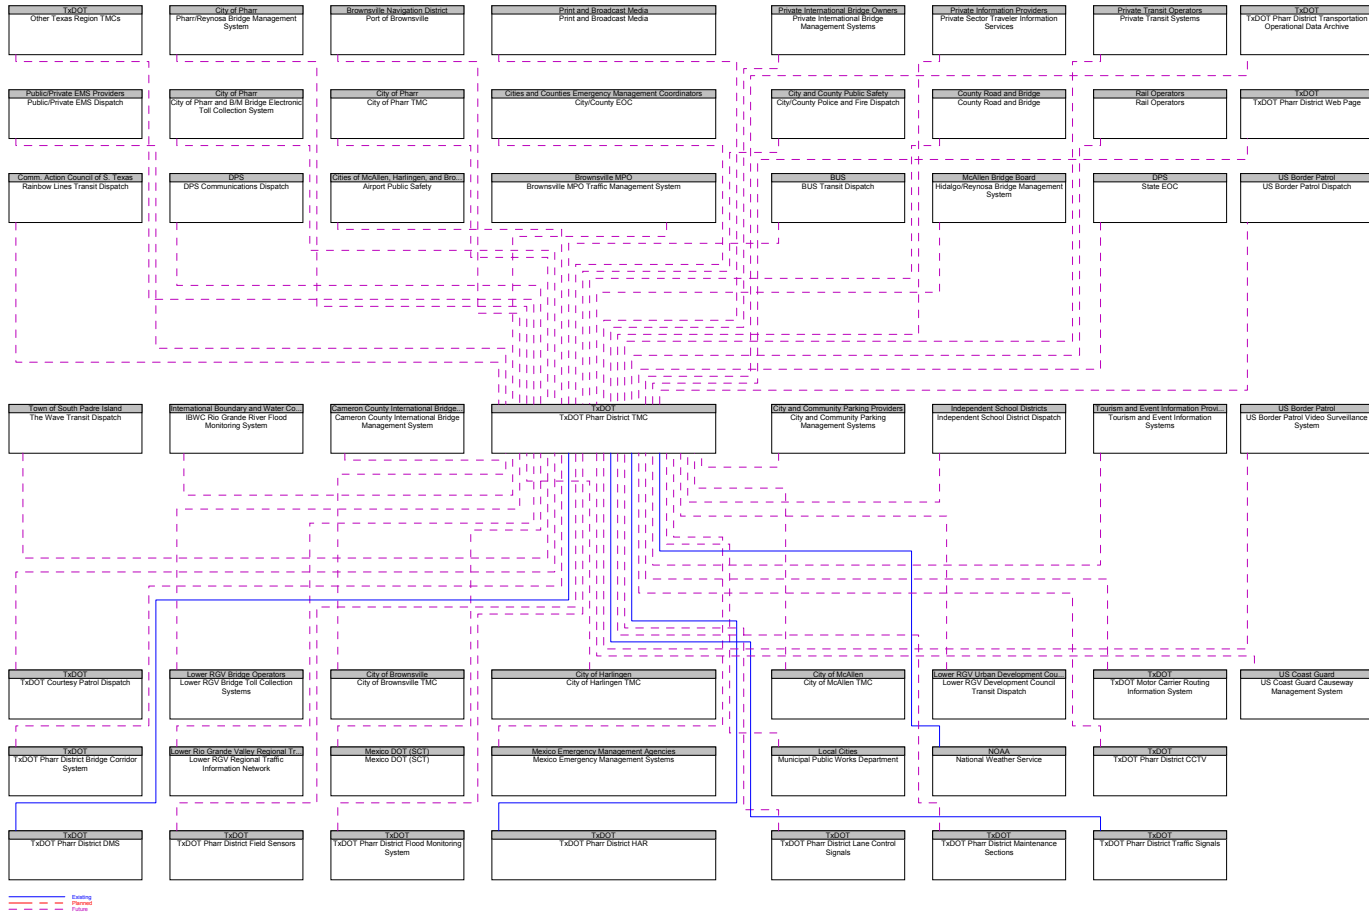 TxDOT
Other Texas Region TMCs
City of Pharr
Pharr/Reynosa Bridge Management
System
Brownsville Navigation District
Port of Brownsville
Print and Broadcast Media
Print and Broadcast Media
Private International Bridge Owners
Private International Bridge
Management Systems
Private Information Providers
Private Sector Traveler Information
Services
Private Transit Operators
Private Transit Systems
TxDOT
TxDOT Pharr District Transportation
Operational Data Archive
Public/Private EMS Providers
Public/Private EMS Dispatch
City of Pharr
City of Pharr and B/M Bridge Electronic
Toll Collection System
City of Pharr
City of Pharr TMC
Cities and Counties Emergency Management Coordinators
City/County EOC
City and County Public Safety
City/County Police and Fire Dispatch
County Road and Bridge
County Road and Bridge
Rail Operators
Rail Operators
TxDOT
TxDOT Pharr District Web Page
Comm. Action Council of S. Texas
Rainbow Lines Transit Dispatch
DPS
DPS Communications Dispatch
Cities of McAllen, Harlingen, and Bro...
Airport Public Safety
Brownsville MPO
Brownsville MPO Traffic Management System
BUS
BUS Transit Dispatch
McAllen Bridge Board
Hidalgo/Reynosa Bridge Management
System
DPS
State EOC
US Border Patrol
US Border Patrol Dispatch
Town of South Padre Island
The Wave Transit Dispatch
International Boundary and Water Co...
IBWC Rio Grande River Flood
Monitoring System
Cameron County International Bridge...
Cameron County International Bridge
Management System
TxDOT
TxDOT Pharr District TMC
City and Community Parking Providers
City and Community Parking
Management Systems
Independent School Districts
Independent School District Dispatch
Tourism and Event Information Provi...
Tourism and Event Information
Systems
US Border Patrol
US Border Patrol Video Surveillance
System
TxDOT
TxDOT Courtesy Patrol Dispatch
Lower RGV Bridge Operators
Lower RGV Bridge Toll Collection
Systems
City of Brownsville
City of Brownsville TMC
City of Harlingen
City of Harlingen TMC
City of McAllen
City of McAllen TMC
Lower RGV Urban Development Cou...
Lower RGV Development Council
Transit Dispatch
TxDOT
TxDOT Motor Carrier Routing
Information System
US Coast Guard
US Coast Guard Causeway
Management System
TxDOT
TxDOT Pharr District Bridge Corridor
System
Lower Rio Grande Valley Regional Tr...
Lower RGV Regional Traffic
Information Network
Mexico DOT (SCT)
Mexico DOT (SCT)
Mexico Emergency Management Agencies
Mexico Emergency Management Systems
Local Cities
Municipal Public Works Department
NOAA
National Weather Service
TxDOT
TxDOT Pharr District CCTV
TxDOT
TxDOT Pharr District DMS
TxDOT
TxDOT Pharr District Field Sensors
TxDOT
TxDOT Pharr District Flood Monitoring
System
TxDOT
TxDOT Pharr District HAR
TxDOT
TxDOT Pharr District Lane Control
Signals
TxDOT
TxDOT Pharr District Maintenance
Sections
TxDOT
TxDOT Pharr District Traffic Signals
Existing
Planned
Future